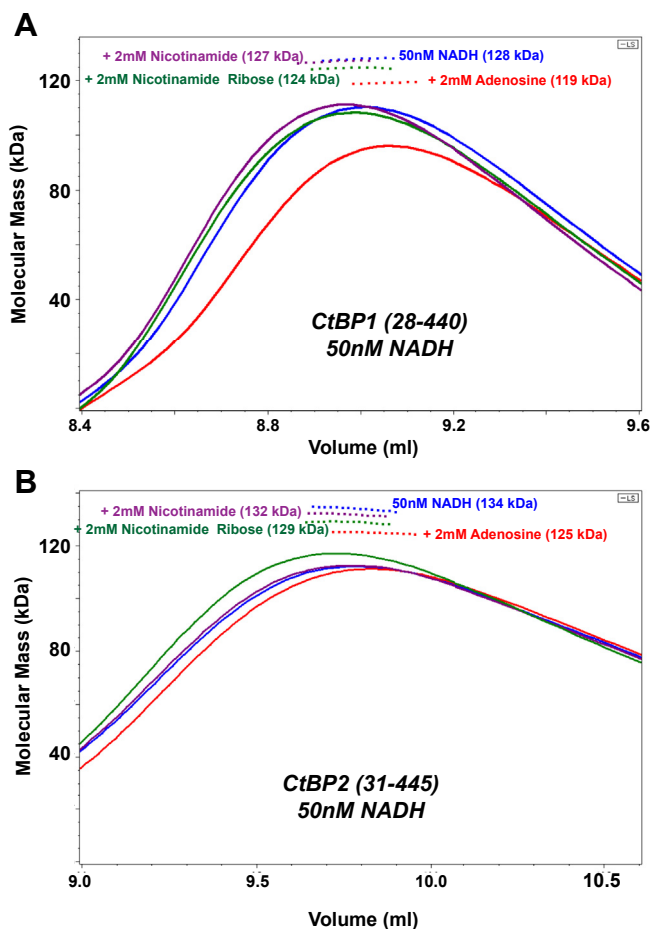 A
LS
+ 2mM Nicotinamide (127 kDa)
50nM NADH (128 kDa)
+ 2mM Nicotinamide Ribose (124 kDa)
+ 2mM Adenosine (119 kDa)
120
80
40
Molecular Mass (kDa)
CtBP1 (28-440)
50nM NADH
8.4
8.8
9.2
9.6
Volume (ml)
B
LS
+ 2mM Nicotinamide (132 kDa)
50nM NADH (134 kDa)
+ 2mM Nicotinamide Ribose (129 kDa)
+ 2mM Adenosine (125 kDa)
120
80
40
Molecular Mass (kDa)
CtBP2 (31-445)
50nM NADH
9.0
9.5
10.0
10.5
Volume (ml)